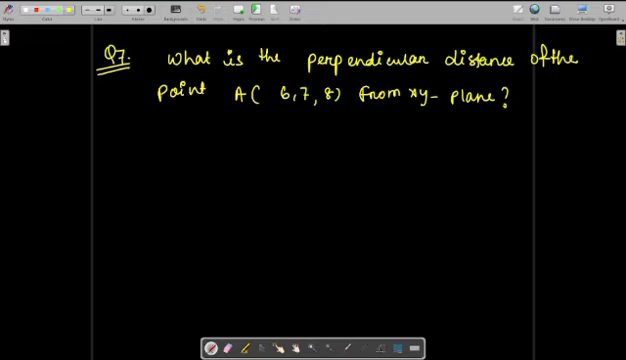 Q7. What is the perpendicular distance of the
point A( 6, 7, 8) from xy- plane?